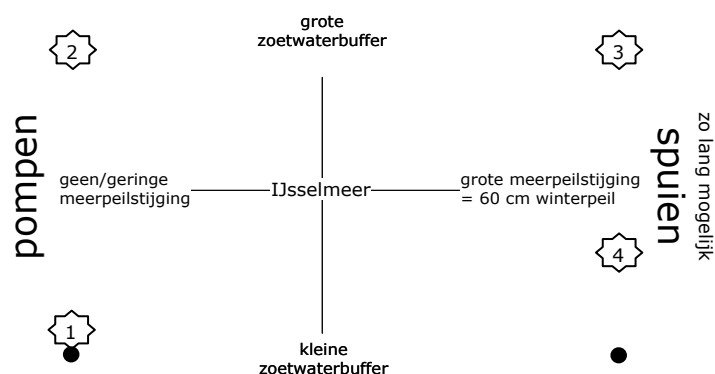 grote
zoetwaterbuffer
2
3
pompen
geen/geringe
meerpeilstijging
IJsselmeer
grote meerpeilstijging
= 60 cm winterpeil
spuien
zo lang mogelijk
4
1
kleine
zoetwaterbuffer